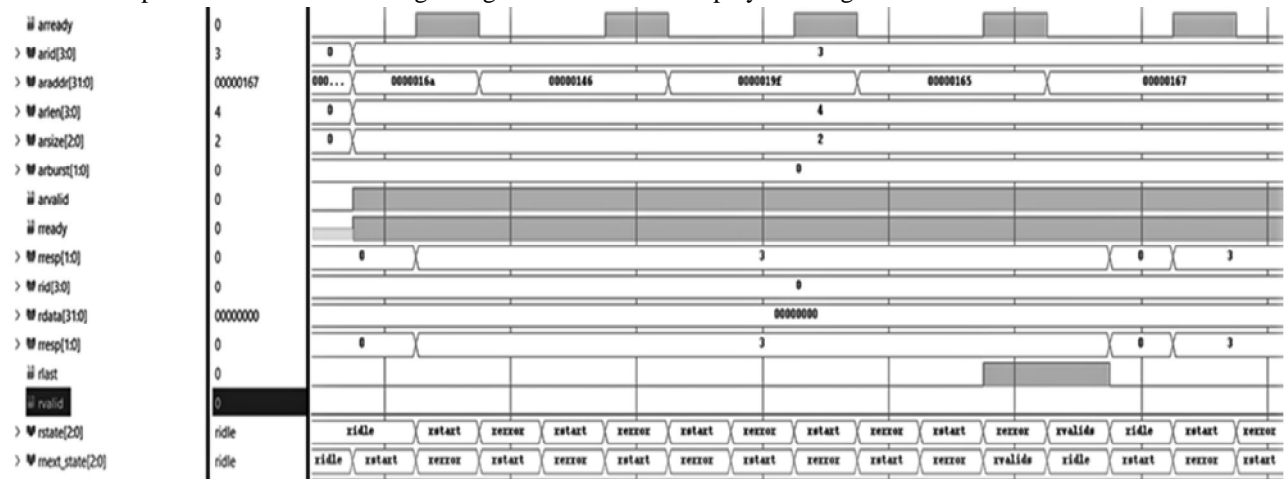 arready 0
> arid[3:0] 3 0 3
> araddr[31:0] 00000167 000... 0000016a 00000146 0000019f 00000165 00000167
> arlen[3:0] 4 0 4
> arsize[2:0] 2 0 2
> arburst[1:0] 0 0
arvalid 0
rready 0
> rresp[1:0] 0 0 3 0 3
> rid[3:0] 0 0
> rdata[31:0] 00000000 00000000
> rresp[1:0] 0 0 3 0 3
rlast 0
rvalid 0
> rstate[2:0] ridle ridle rstart rerror rstart rerror rstart rerror rstart rerror rstart rerror rvalids ridle rstart rerror
> rnext_state[2:0] ridle ridle rstart rerror rstart rerror rstart rerror rstart rerror rstart rerror rvalids ridle rstart rerror rstart